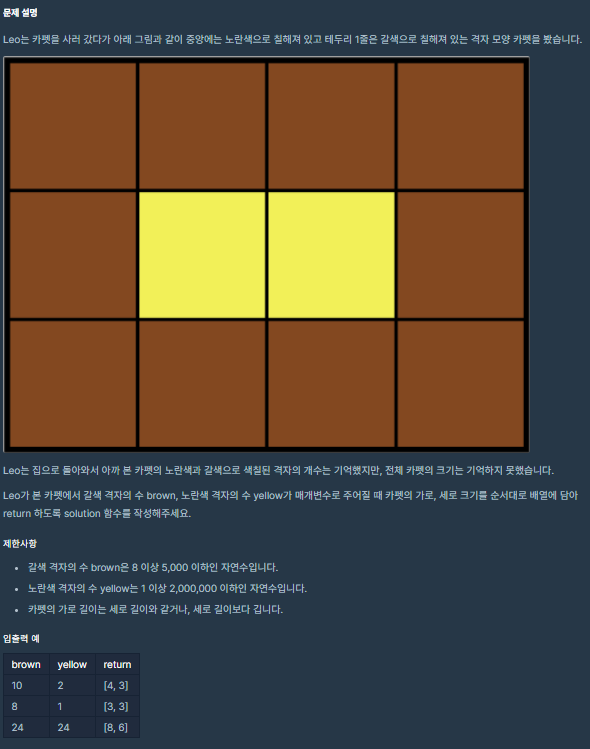 문제 설명
Leo는 카펫을 사러 갔다가 아래 그림과 같이 중앙에는 노란색으로 칠해져 있고 테두리 1줄은 갈색으로 칠해져 있는 격자 모양 카펫을 봤습니다.
Leo는 집으로 돌아와서 아까 본 카펫의 노란색과 갈색으로 색칠된 격자의 개수는 기억했지만, 전체 카펫의 크기는 기억하지 못했습니다.
Leo가 본 카펫에서 갈색 격자의 수 brown, 노란색 격자의 수 yellow가 매개변수로 주어질 때 카펫의 가로, 세로 크기를 순서대로 배열에 담아
return 하도록 solution 함수를 작성해주세요.
제한사항
• 갈색 격자의 수 brown은 8 이상 5,000 이하인 자연수입니다.
• 노란색 격자의 수 yellow는 1 이상 2,000,000 이하인 자연수입니다.
• 카펫의 가로 길이는 세로 길이와 같거나, 세로 길이보다 깁니다.
입출력 예
brown yellow return
10 2 [4, 3]
8 1 [3, 3]
24 24 [8, 6]